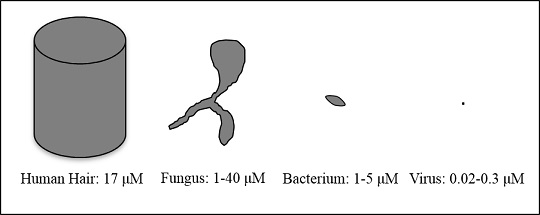 Human Hair: 17 μM Fungus: 1-40 μM Bacterium: 1-5 μM Virus: 0.02-0.3 μM